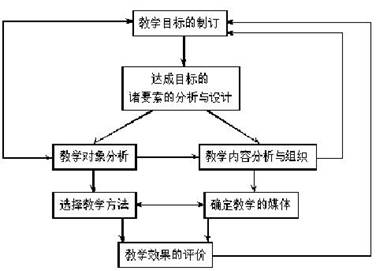 教学目标的制订
达成目标的
诸要素的分析与设计
教学对象分析
教学内容分析与组织
选择教学方法
确定教学的媒体
教学效果的评价